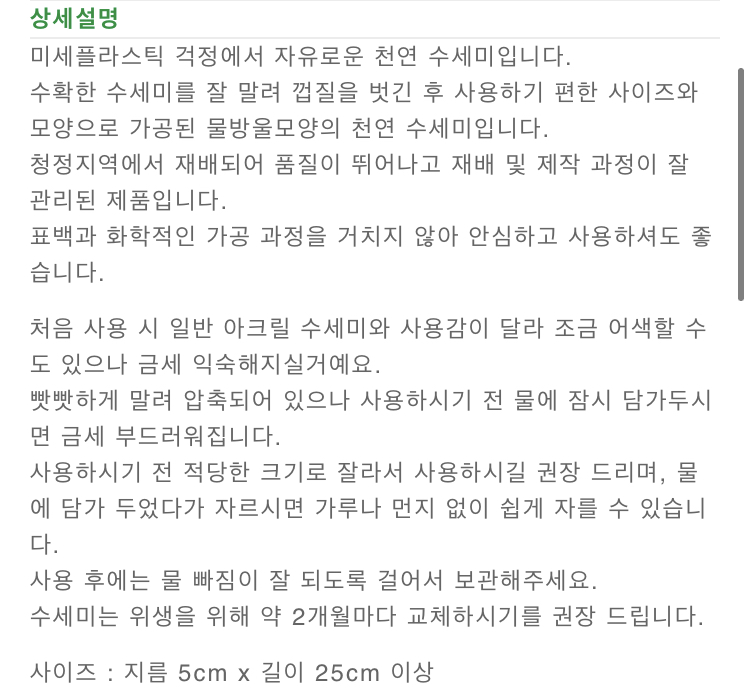 상세설명
미세플라스틱 걱정에서 자유로운 천연 수세미입니다.
수확한 수세미를 잘 말려 껍질을 벗긴 후 사용하기 편한 사이즈와
모양으로 가공된 물방울모양의 천연 수세미입니다.
청정지역에서 재배되어 품질이 뛰어나고 재배 및 제작 과정이 잘
관리된 제품입니다.
표백과 화학적인 가공 과정을 거치지 않아 안심하고 사용하셔도 좋
습니다.
처음 사용 시 일반 아크릴 수세미와 사용감이 달라 조금 어색할 수
도 있으나 금세 익숙해지실거예요.
빳빳하게 말려 압축되어 있으나 사용하시기 전 물에 잠시 담가두시
면 금세 부드러워집니다.
사용하시기 전 적당한 크기로 잘라서 사용하시길 권장 드리며, 물
에 담가 두었다가 자르시면 가루나 먼지 없이 쉽게 자를 수 있습니
다.
사용 후에는 물 빠짐이 잘 되도록 걸어서 보관해주세요.
수세미는 위생을 위해 약 2개월마다 교체하시기를 권장 드립니다.
사이즈 : 지름 5cm x 길이 25cm 이상